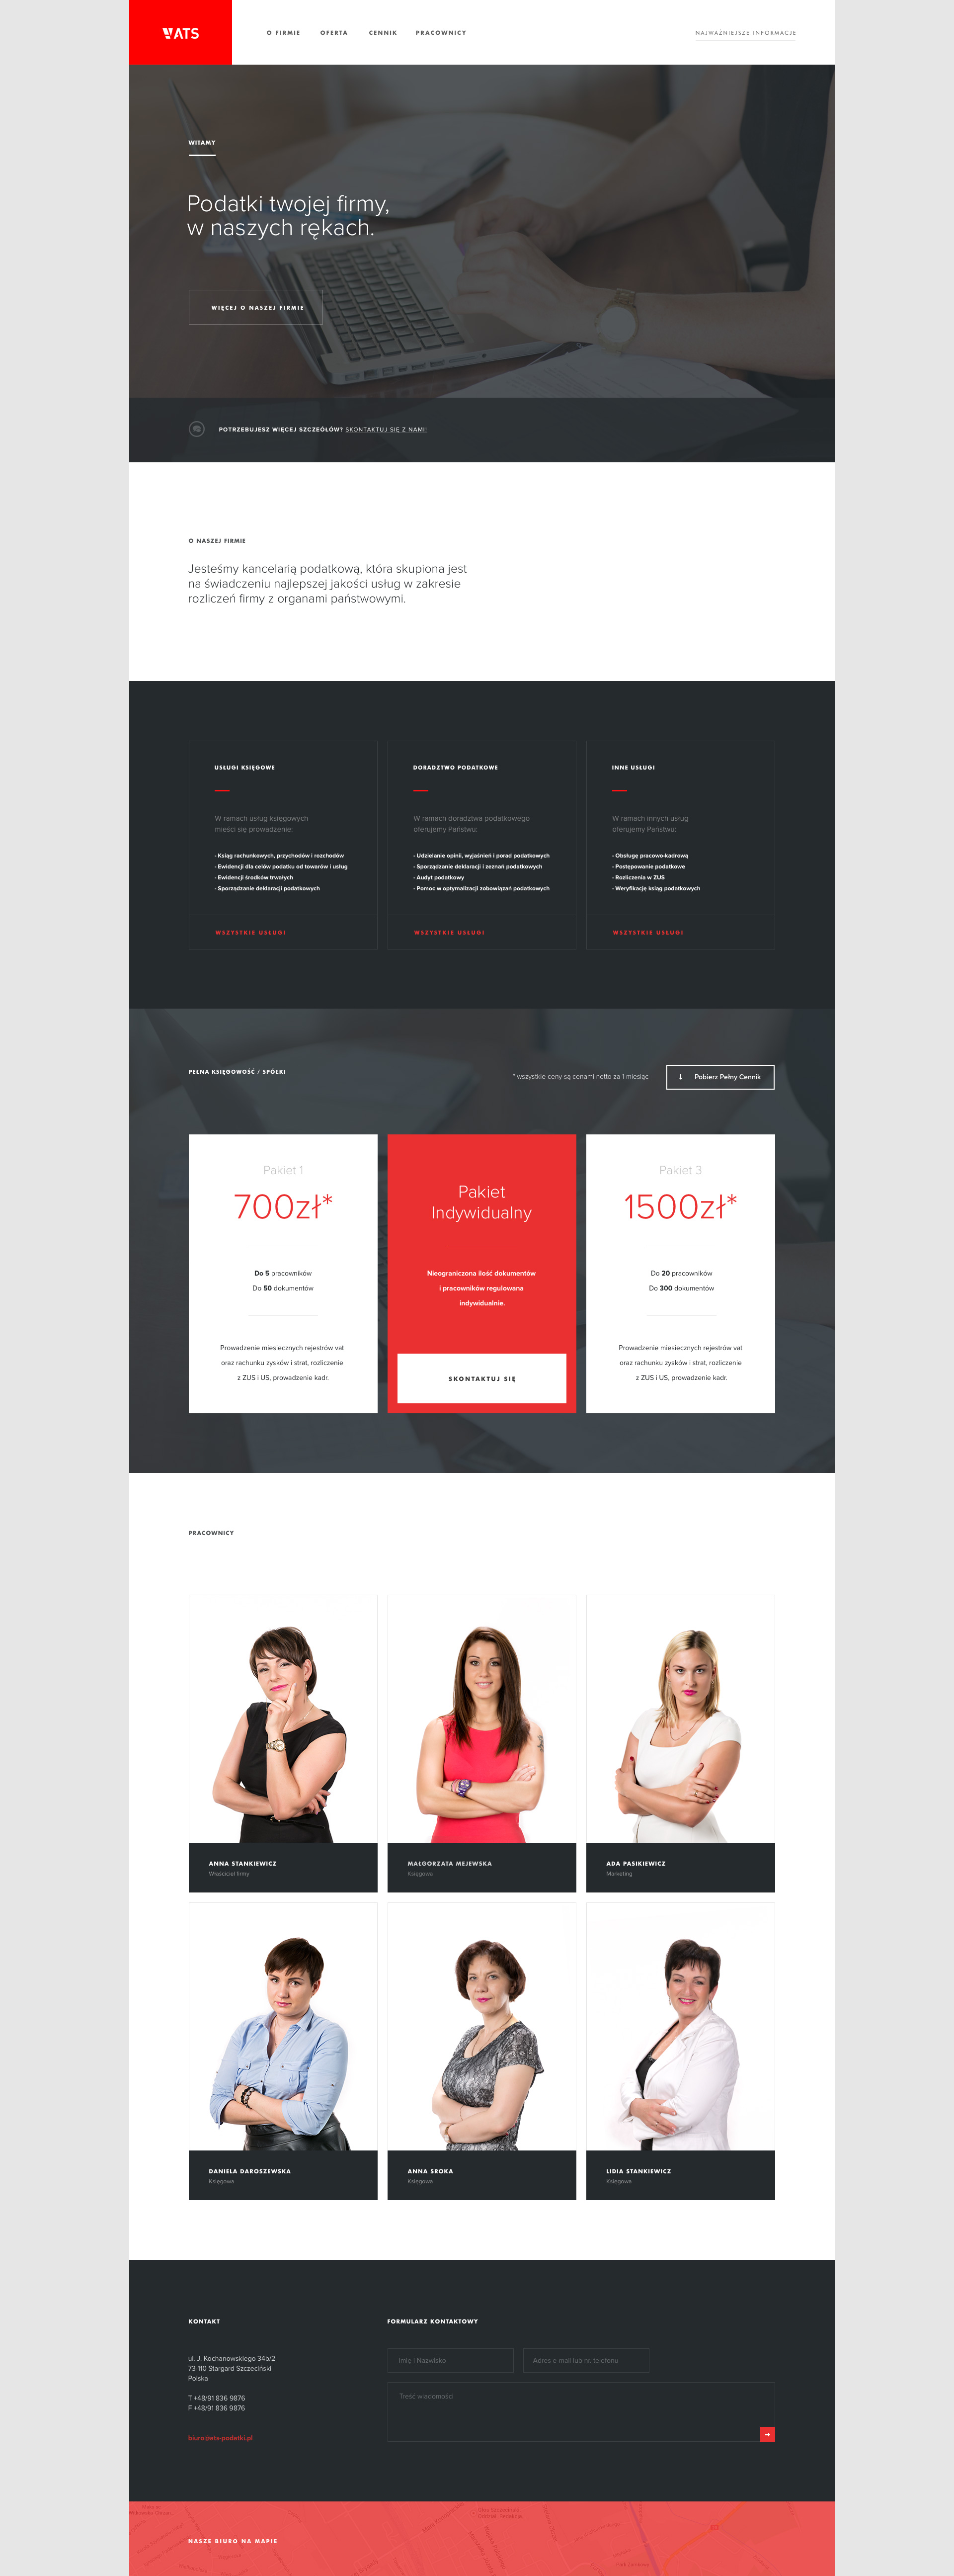 VATS
O FIRMIE
OFERTA
CENNIK
PRACOWNICY
NAJWAŻNIEJSZE INFORMACJE
WITAMY
Podatki twojej firmy,
w naszych rękach.
WIĘCEJ O NASZEJ FIRMIE
POTRZEBUJESZ WIĘCEJ SZCZEÓŁÓW? SKONTAKTUJ SIĘ Z NAMI!
O NASZEJ FIRMIE
Jesteśmy kancelarią podatkową, która skupiona jest
na świadczeniu najlepszej jakości usług w zakresie
rozliczeń firmy z organami państwowymi.
USŁUGI KSIĘGOWE
W ramach usług księgowych
mieści się prowadzenie:
- Ksiąg rachunkowych, przychodów i rozchodów
- Ewidencji dla celów podatku od towarów i usług
- Ewidencji środków trwałych
- Sporządzanie deklaracji podatkowych
WSZYSTKIE USŁUGI
DORADZTWO PODATKOWE
W ramach doradztwa podatkowego
oferujemy Państwu:
- Udzielanie opinii, wyjaśnień i porad podatkowych
- Sporządzanie deklaracji i zeznań podatkowych
- Audyt podatkowy
- Pomoc w optymalizacji zobowiązań podatkowych
WSZYSTKIE USŁUGI
INNE USŁUGI
W ramach innych usług
oferujemy Państwu:
- Obsługę pracowo-kadrową
- Postępowanie podatkowe
- Rozliczenia w ZUS
- Weryfikację ksiąg podatkowych
WSZYSTKIE USŁUGI
PEŁNA KSIĘGOWOŚĆ / SPÓŁKI
* wszystkie ceny są cenami netto za 1 miesiąc
Pobierz Pełny Cennik
Pakiet 1
700zł*
Do 5 pracowników
Do 50 dokumentów
Prowadzenie miesiecznych rejestrów vat
oraz rachunku zysków i strat, rozliczenie
z ZUS i US, prowadzenie kadr.
Pakiet
Indywidualny
Nieograniczona ilość dokumentów
i pracowników regulowana
indywidualnie.
SKONTAKTUJ SIĘ
Pakiet 3
1500zł*
Do 20 pracowników
Do 300 dokumentów
Prowadzenie miesiecznych rejestrów vat
oraz rachunku zysków i strat, rozliczenie
z ZUS i US, prowadzenie kadr.
PRACOWNICY
ANNA STANKIEWICZ
Właściciel firmy
MAŁGORZATA MEJEWSKA
Księgowa
ADA PASIKIEWICZ
Marketing
DANIELA DAROSZEWSKA
Księgowa
ANNA SROKA
Księgowa
LIDIA STANKIEWICZ
Księgowa
KONTAKT
ul. J. Kochanowskiego 34b/2
73-110 Stargard Szczeciński
Polska
T +48/91 836 9876
F +48/91 836 9876
biuro@ats-podatki.pl
FORMULARZ KONTAKTOWY
Imię i Nazwisko
Adres e-mail lub nr. telefonu
Treść wiadomości
NASZE BIURO NA MAPIE